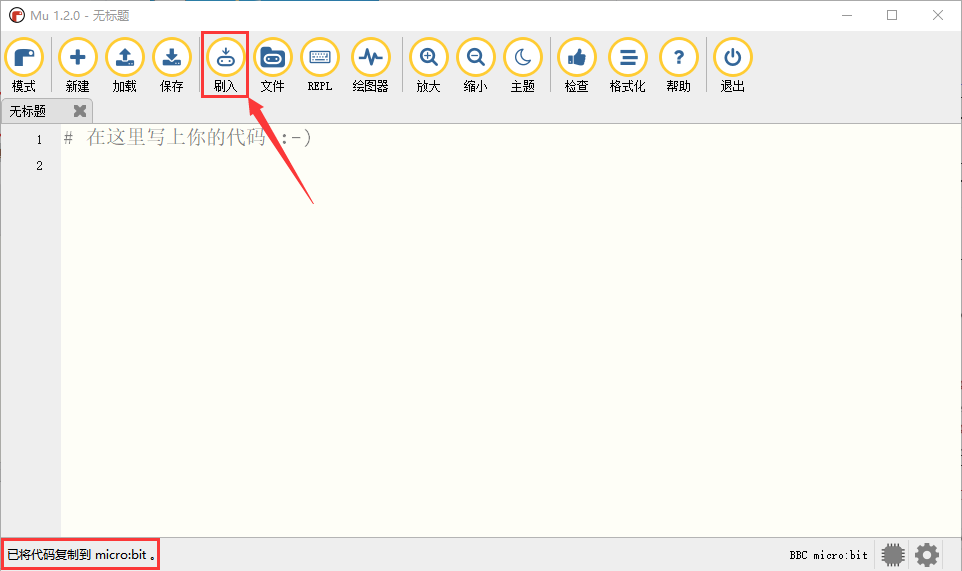 Mu 1.2.0 - 无标题
模式 新建 加载 保存 刷入 文件 REPL 绘图器 放大 缩小 主题 检查 格式化 帮助 退出
无标题
1 # 在这里写上你的代码 :-)
2
已将代码复制到 micro:bit 。 BBC micro:bit